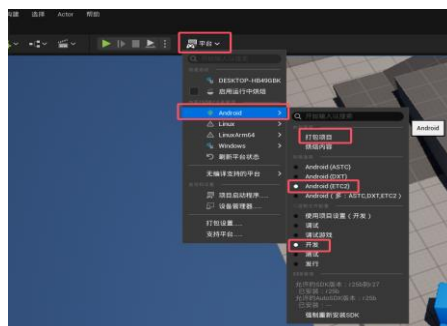 选择 Actor 帮助
平台
DESKTOP-HB49OBK
启用运行中烘焙
Android
Linux
LinuxArm64
Windows
刷新平台状态
无编译支持的平台
项目启动程序...
设备管理器...
打包设置...
支持平台...
打包项目
烘焙内容
Android
Android (ASTC)
Android (DXT)
Android (ETC2)
Android (多：ASTC,DXT,ETC2)
使用项目设置（开发）
调试
调试游戏
开发
测试
发行
已安装：r25b
强制重新安装SDK